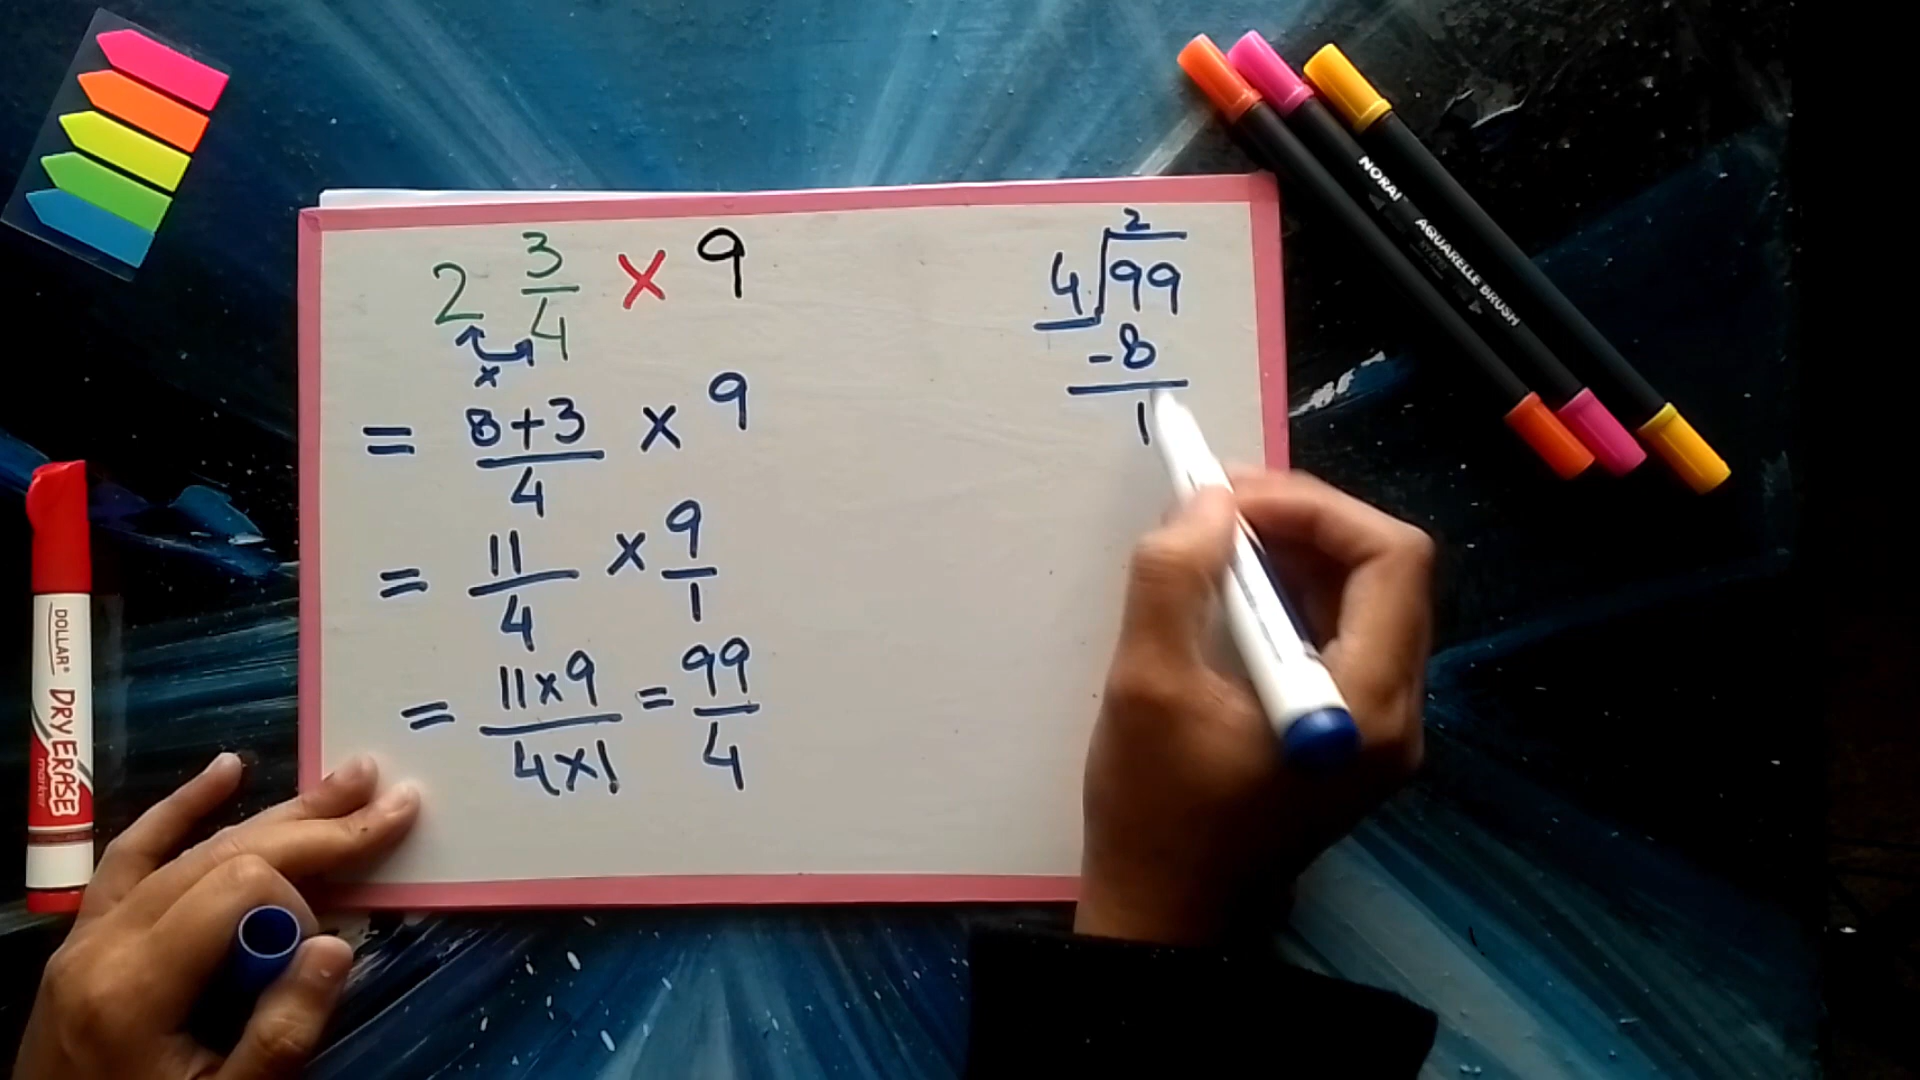 2 3/4 × 9
×
= 8+3/4 × 9
= 11/4 × 9/1
= 11×9/4×1 = 99/4
2
4 99
-8
1
DOLLAR®
DRY ERASE
marker
NORAI
AQUARELLE BRUSH